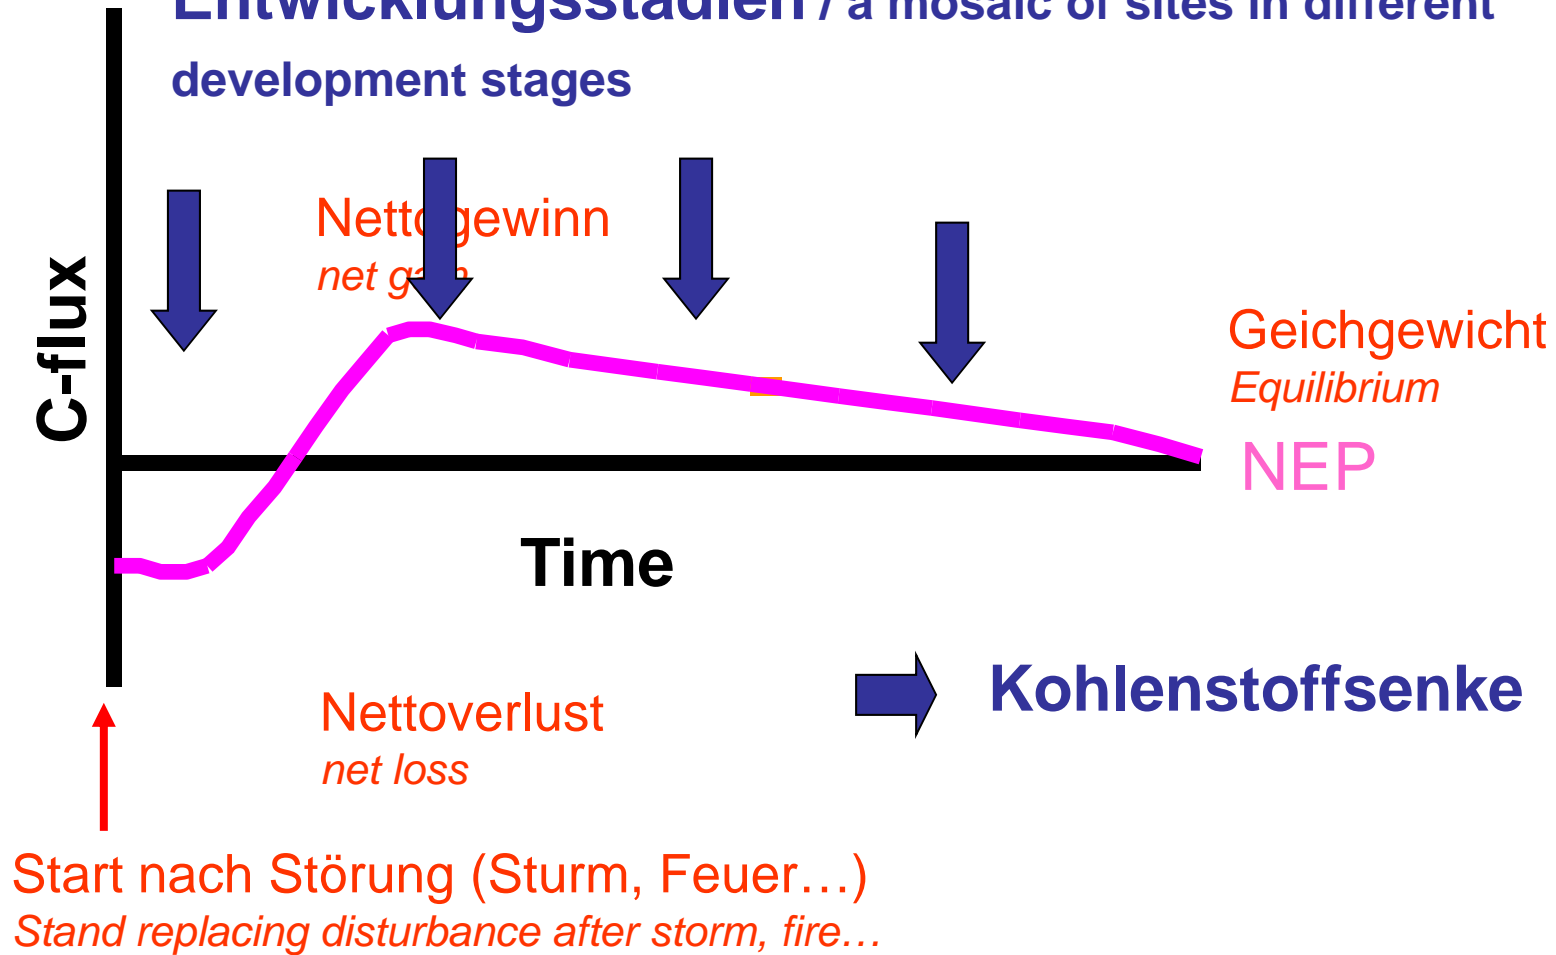 Entwicklungsstadien / a mosaic of sites in different
development stages
Nettogewinn
net gain
C-flux
Geichgewicht
Equilibrium
NEP
Time
Kohlenstoffsenke
Nettoverlust
net loss
Start nach Störung (Sturm, Feuer…)
Stand replacing disturbance after storm, fire…